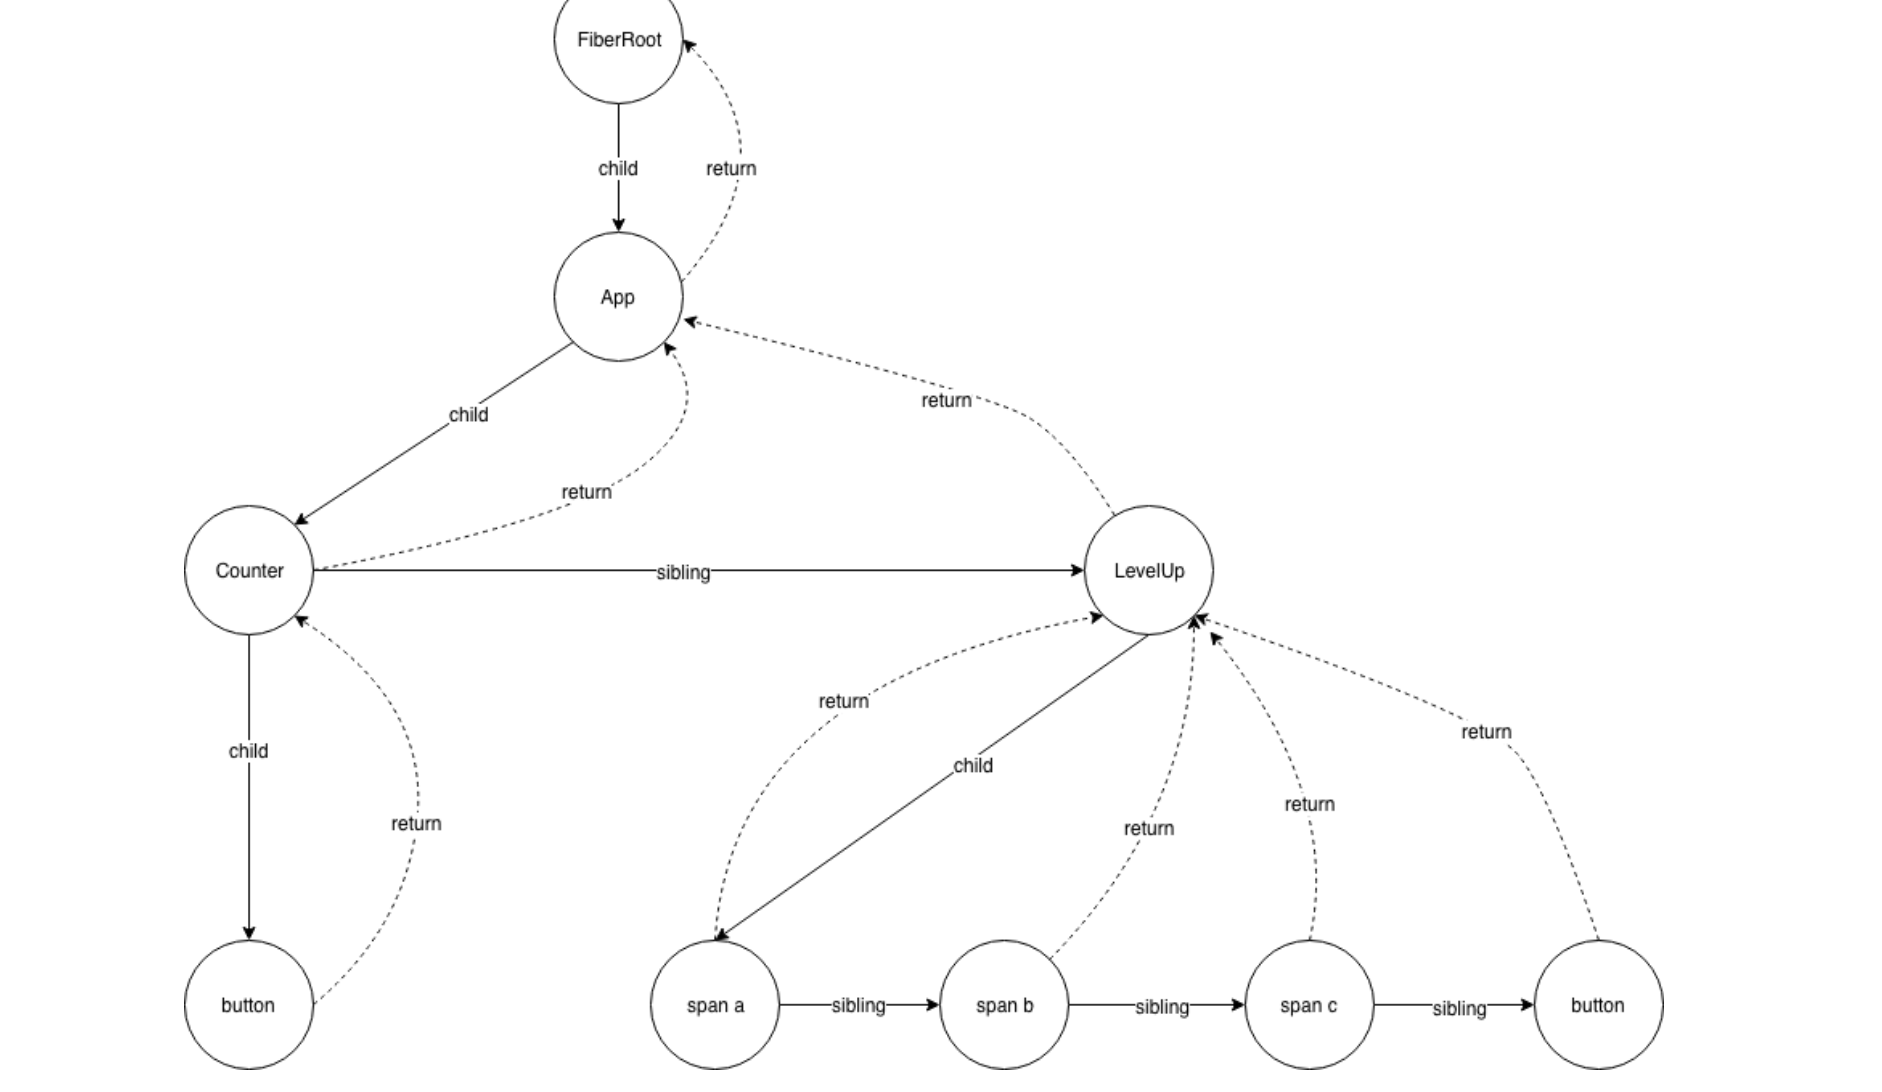 FiberRoot
child
return
App
return
child
return
Counter
sibling
LevelUp
return
return
child
child
return
return
return
button
span a
sibling
span b
sibling
span c
sibling
button